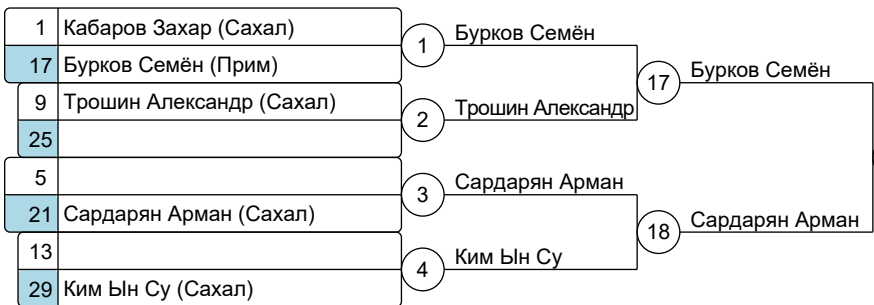 1 Кабаров Захар (Сахал)
17 Бурков Семён (Прим)
9 Трошин Александр (Сахал)
25
5
21 Сардарян Арман (Сахал)
13
29 Ким Ын Су (Сахал)
1
Бурков Семён
2
Трошин Александр
3
Сардарян Арман
4
Ким Ын Су
17
Бурков Семён
18
Сардарян Арман